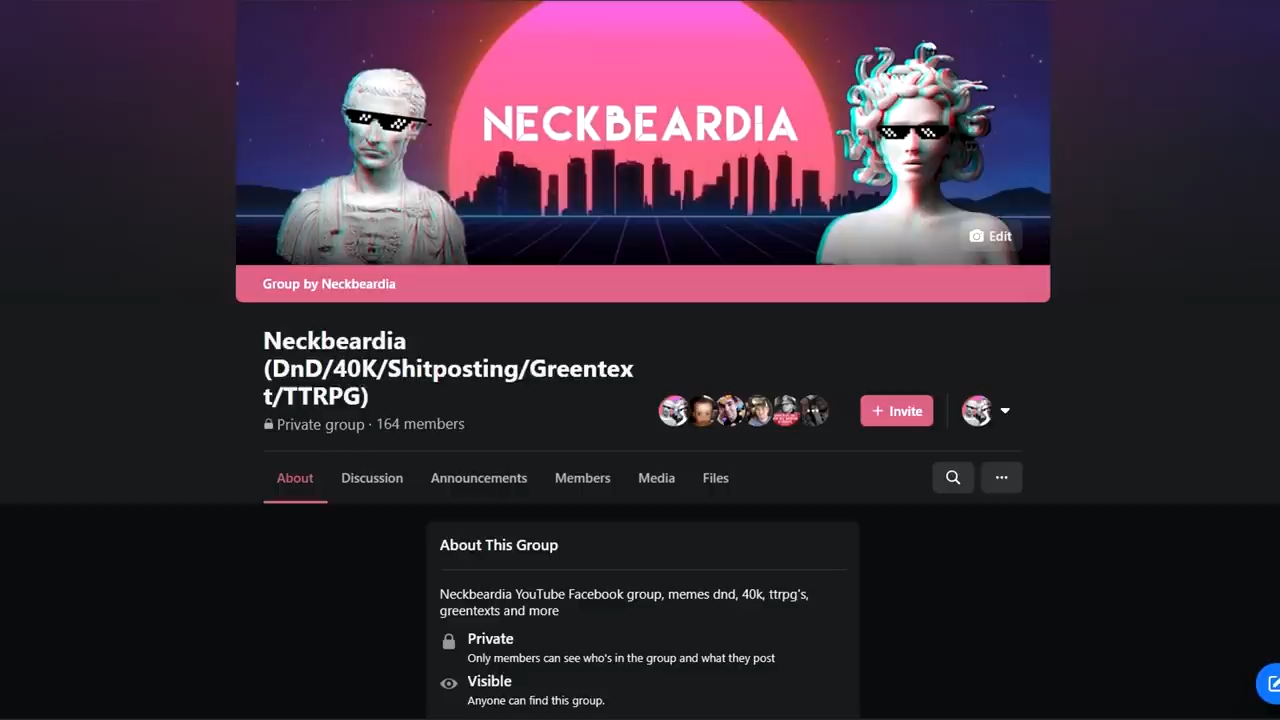 NECKBEARDIA
Edit
Group by Neckbeardia
Neckbeardia
(DnD/40K/Shitposting/Greentex
t/TTRPG)
Private group · 164 members
+ Invite
About Discussion Announcements Members Media Files
About This Group
Neckbeardia YouTube Facebook group, memes dnd, 40k, ttrpg's,
greentexts and more
Private
Only members can see who's in the group and what they post
Visible
Anyone can find this group.